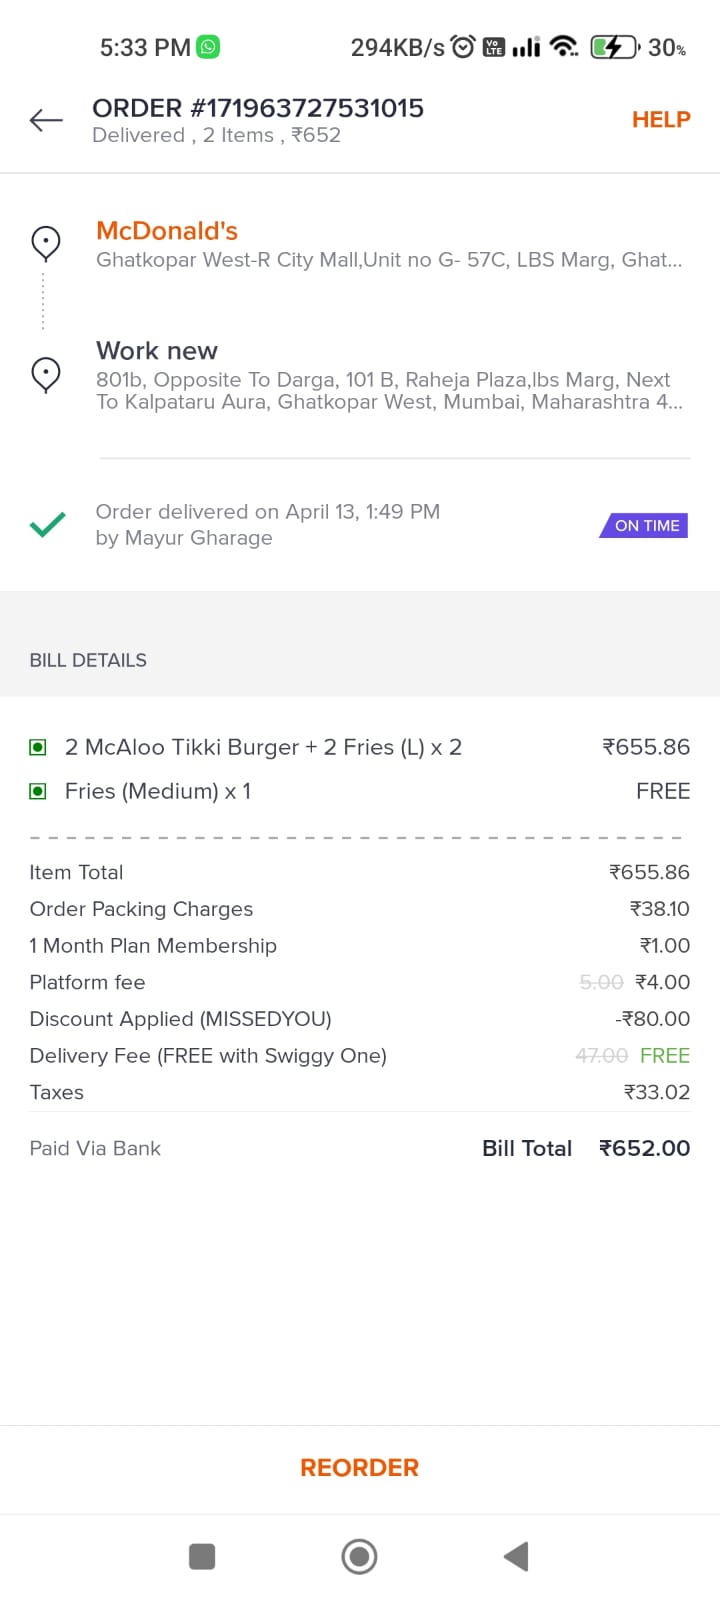 5:33 PM 294KB/s Vo LTE 30%
ORDER #171963727531015
HELP
Delivered , 2 Items , ₹652
McDonald's
Ghatkopar West-R City Mall,Unit no G- 57C, LBS Marg, Ghat...
Work new
801b, Opposite To Darga, 101 B, Raheja Plaza,lbs Marg, Next
To Kalpataru Aura, Ghatkopar West, Mumbai, Maharashtra 4...
Order delivered on April 13, 1:49 PM
by Mayur Gharage
ON TIME
BILL DETAILS
2 McAloo Tikki Burger + 2 Fries (L) x 2 ₹655.86
Fries (Medium) x 1 FREE
Item Total ₹655.86
Order Packing Charges ₹38.10
1 Month Plan Membership ₹1.00
Platform fee 5.00 ₹4.00
Discount Applied (MISSEDYOU) -₹80.00
Delivery Fee (FREE with Swiggy One) 47.00 FREE
Taxes ₹33.02
Paid Via Bank Bill Total ₹652.00
REORDER